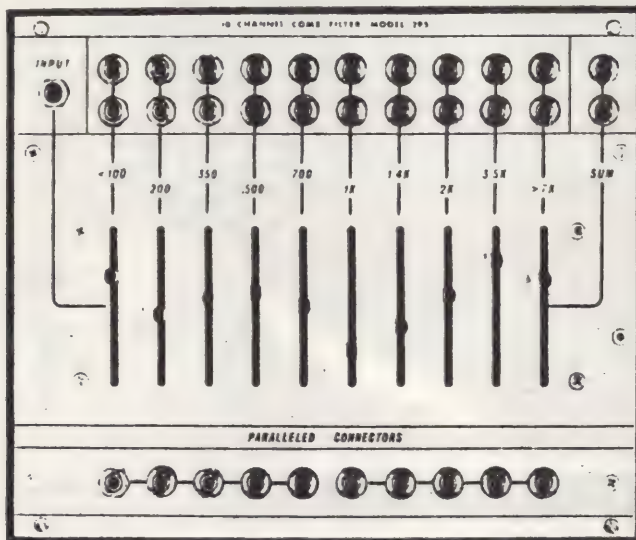 10 CHANNEL COMB FILTER MODEL 295
INPUT
<100
200
350
500
700
1K
1.4K
2K
3.5K
>7K
SUM
PARALLELED CONNECTORS